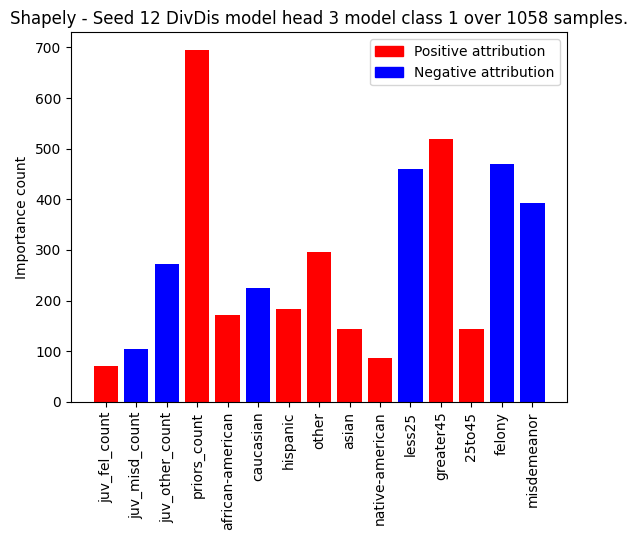 Shapely - Seed 12 DivDis model head 3 model class 1 over 1058 samples.
Positive attribution
Negative attribution
Importance count
700
600
500
400
300
200
100
0
juv_fel_count
juv_misd_count
juv_other_count
priors_count
african-american
caucasian
hispanic
other
asian
native-american
less25
greater45
25to45
felony
misdemeanor